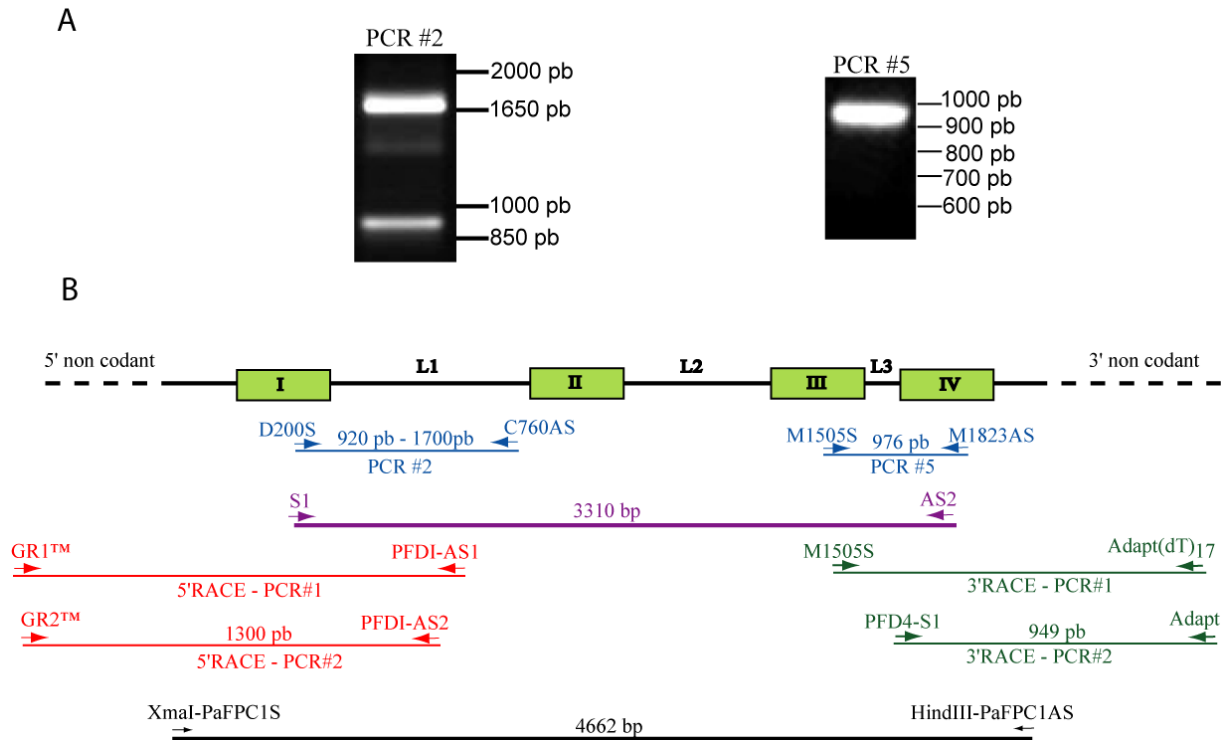 A
PCR #2
2000 pb
1650 pb
1000 pb
850 pb
PCR #5
1000 pb
900 pb
800 pb
700 pb
600 pb
B
5' non codant
I
L1
II
L2
III
L3
IV
3' non codant
D200S
920 pb - 1700pb
C760AS
PCR #2
M1505S
976 pb
M1823AS
PCR #5
S1
3310 bp
AS2
GR1™
PFDI-AS1
5'RACE - PCR#1
M1505S
Adapt(dT)17
3'RACE - PCR#1
GR2™
1300 pb
PFDI-AS2
5'RACE - PCR#2
PFD4-S1
949 pb
Adapt
3'RACE - PCR#2
XmaI-PaFPC1S
4662 bp
HindIII-PaFPC1AS